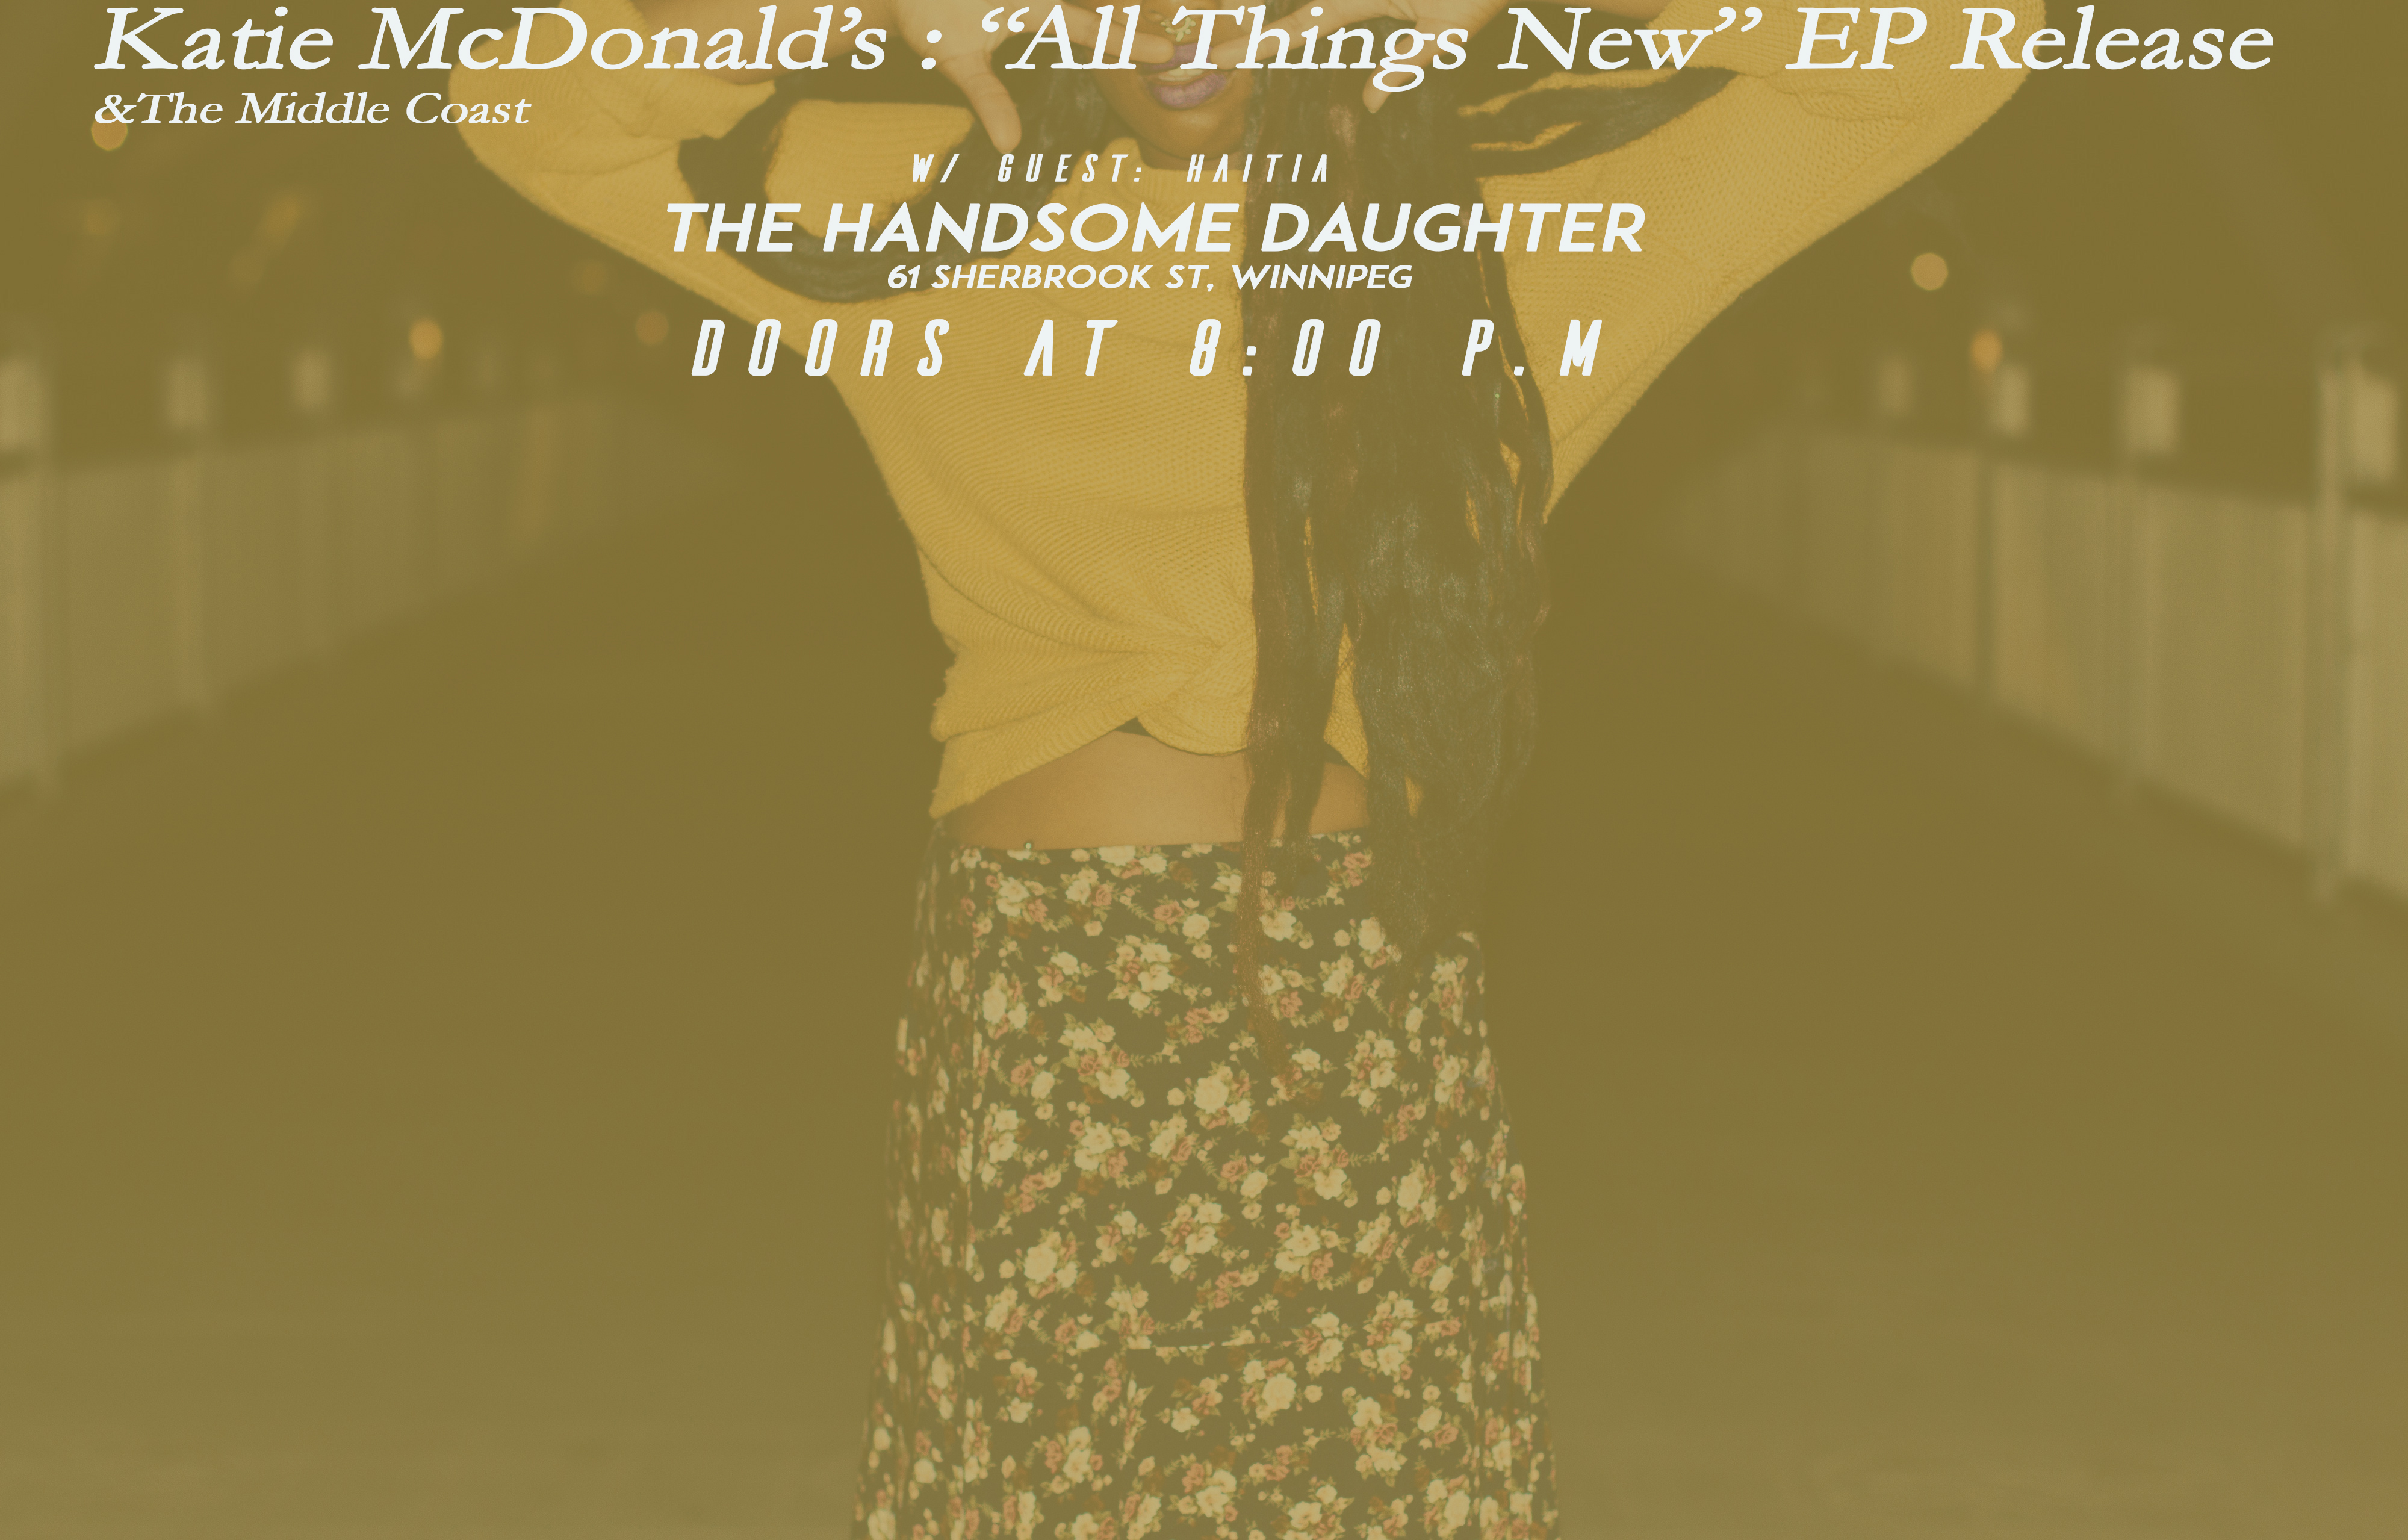 Katie McDonald’s : “All Things New” EP Release
&The Middle Coast
W/ GUEST: HAITIA
THE HANDSOME DAUGHTER
61 SHERBROOK ST, WINNIPEG
DOORS AT 8:00 P.M